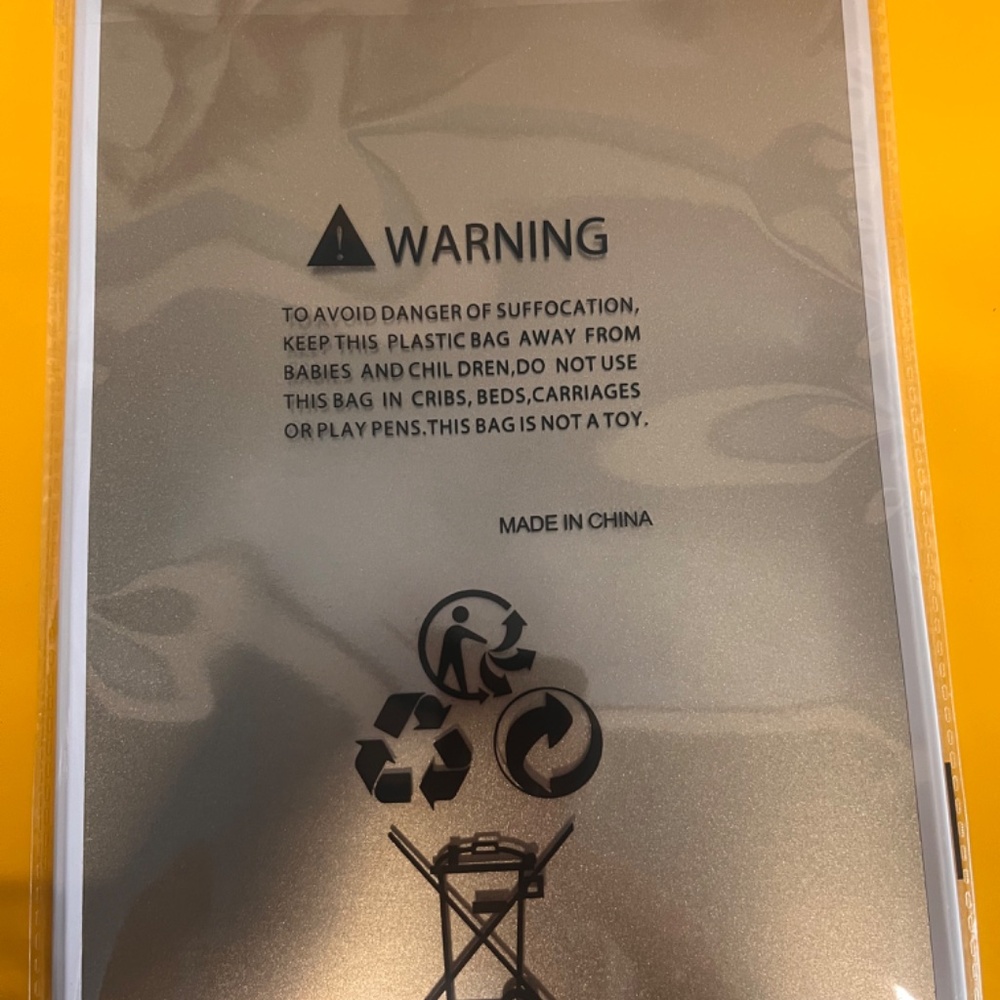 WARNING
TO AVOID DANGER OF SUFFOCATION,
KEEP THIS PLASTIC BAG AWAY FROM
BABIES AND CHIL DREN,DO NOT USE
THIS BAG IN CRIBS, BEDS,CARRIAGES
OR PLAY PENS.THIS BAG IS NOT A TOY.
MADE IN CHINA